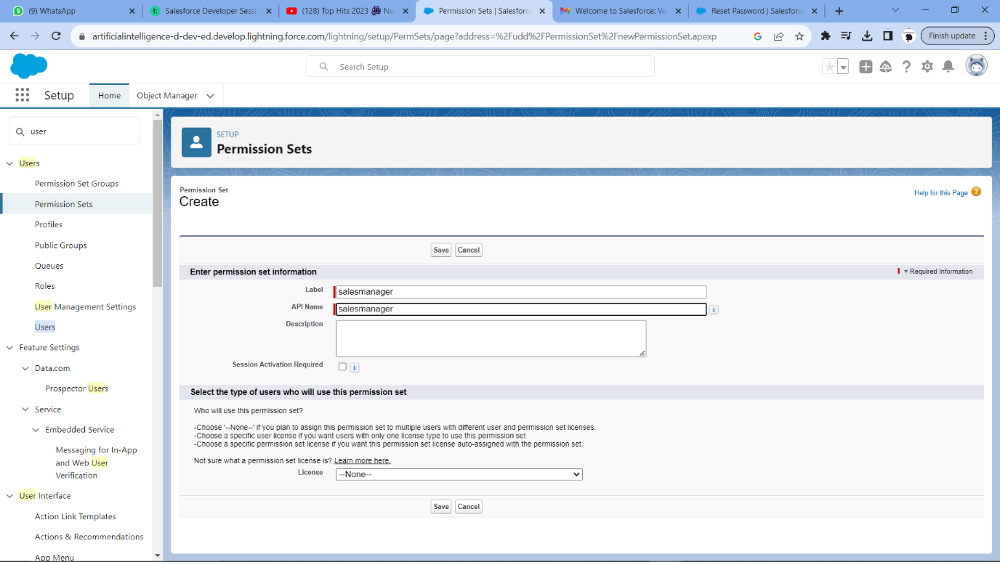 (9) WhatsApp
Salesforce Developer Sessi
(128) Top Hits 2023
Ne
Permission Sets | Salesforce
Welcome to Salesforce: Ve
Reset Password | Salesforce
artificialintelligence-d-dev-ed.develop.lightning.force.com/lightning/setup/PermSets/page?address=%2Fudd%2FPermissionSet%2FnewPermissionSet.apexp
Finish update
Search Setup
Setup
Home
Object Manager
user
Users
Permission Set Groups
Permission Sets
Profiles
Public Groups
Queues
Roles
User Management Settings
Users
Feature Settings
Data.com
Prospector Users
Service
Embedded Service
Messaging for In-App
and Web User
Verification
User Interface
Action Link Templates
Actions & Recommendations
App Menu
SETUP
Permission Sets
Permission Set
Create
Help for this Page
Save Cancel
Enter permission set information
= Required Information
Label salesmanager
API Name salesmanager
Description
Session Activation Required
Select the type of users who will use this permission set
Who will use this permission set?
-Choose '--None--' if you plan to assign this permission set to multiple users with different user and permission set licenses.
-Choose a specific user license if you want users with only one license type to use this permission set.
-Choose a specific permission set license if you want this permission set license auto-assigned with the permission set.
Not sure what a permission set license is? Learn more here.
License --None--
Save Cancel